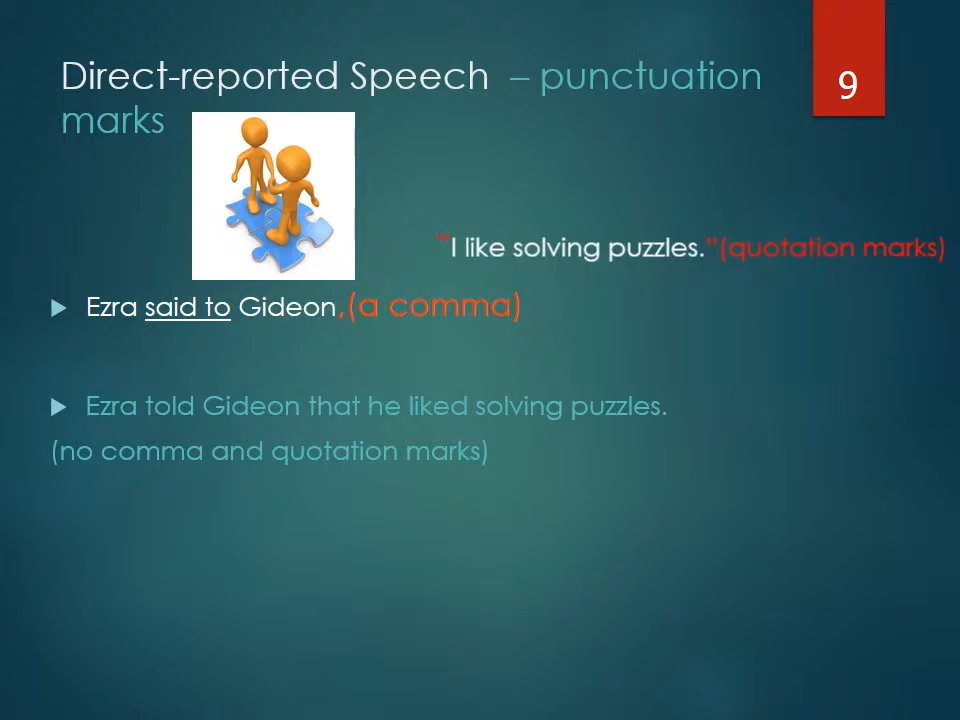 Direct-reported Speech – punctuation
marks
9
“I like solving puzzles.”(quotation marks)
Ezra said to Gideon,(a comma)
Ezra told Gideon that he liked solving puzzles.
(no comma and quotation marks)